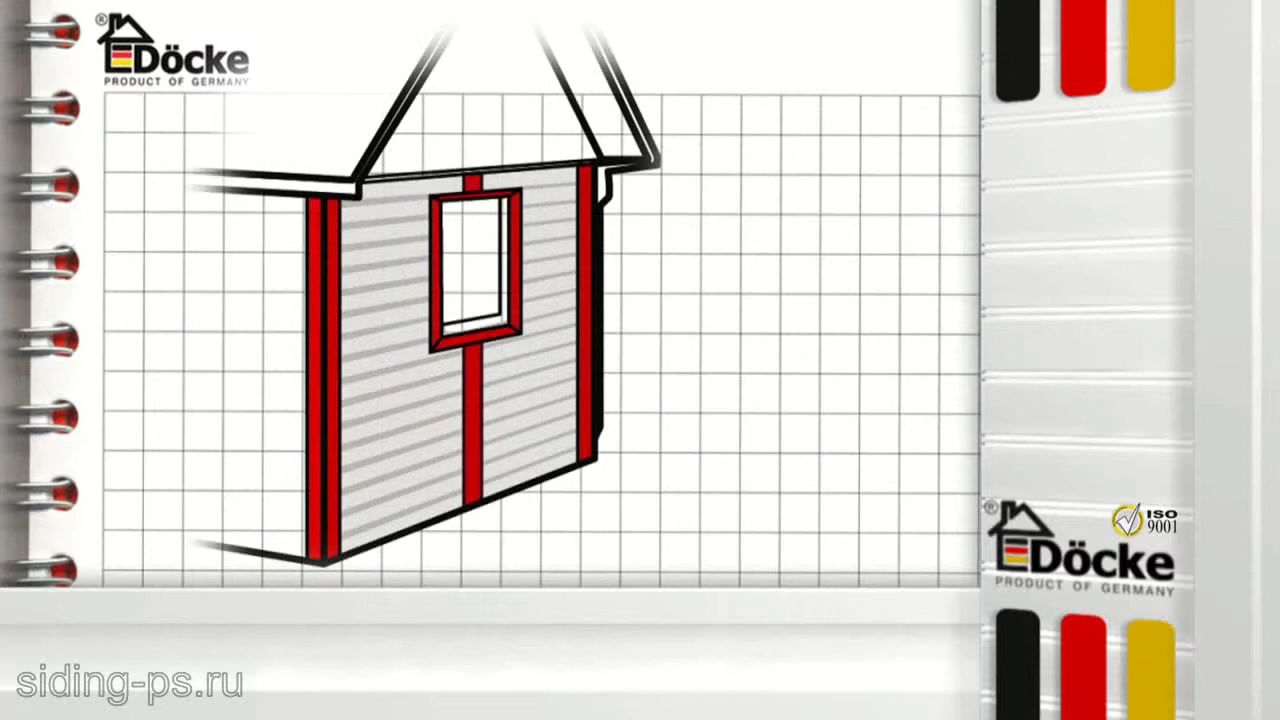 ® Döcke
PRODUCT OF GERMANY
ISO
9001
® Döcke
PRODUCT OF GERMANY
siding-ps.ru